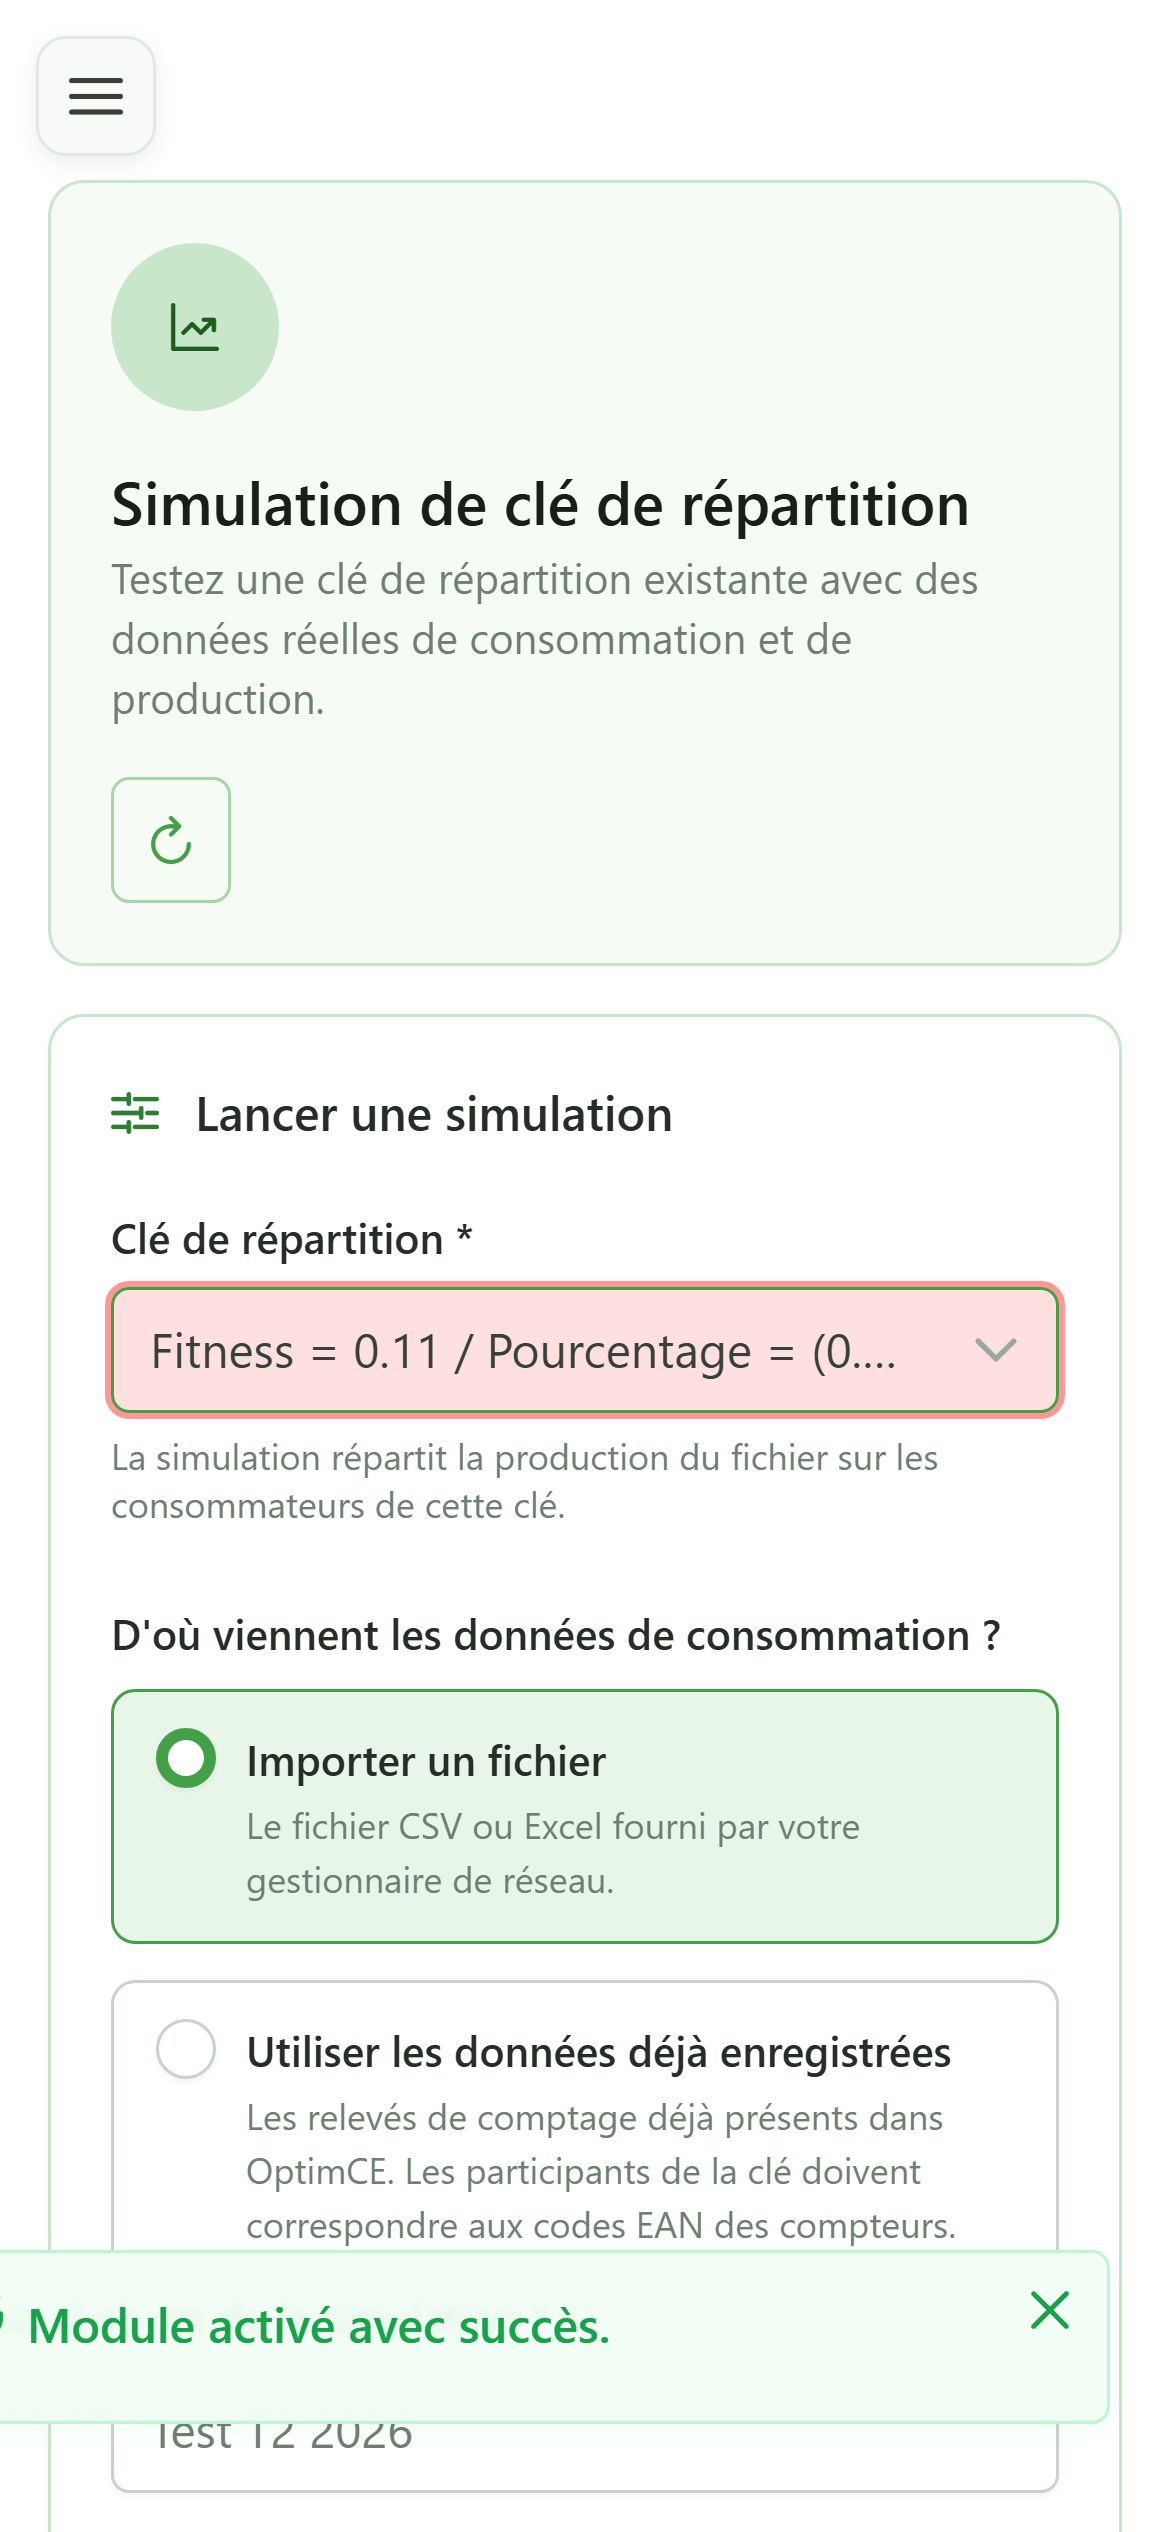 Simulation de clé de répartition
Testez une clé de répartition existante avec des
données réelles de consommation et de
production.
Lancer une simulation
Clé de répartition *
Fitness = 0.11 / Pourcentage = (0....
La simulation répartit la production du fichier sur les
consommateurs de cette clé.
D'où viennent les données de consommation ?
Importer un fichier
Le fichier CSV ou Excel fourni par votre
gestionnaire de réseau.
Utiliser les données déjà enregistrées
Les relevés de comptage déjà présents dans
OptimCE. Les participants de la clé doivent
correspondre aux codes EAN des compteurs.
Module activé avec succès.
Test T2 2026